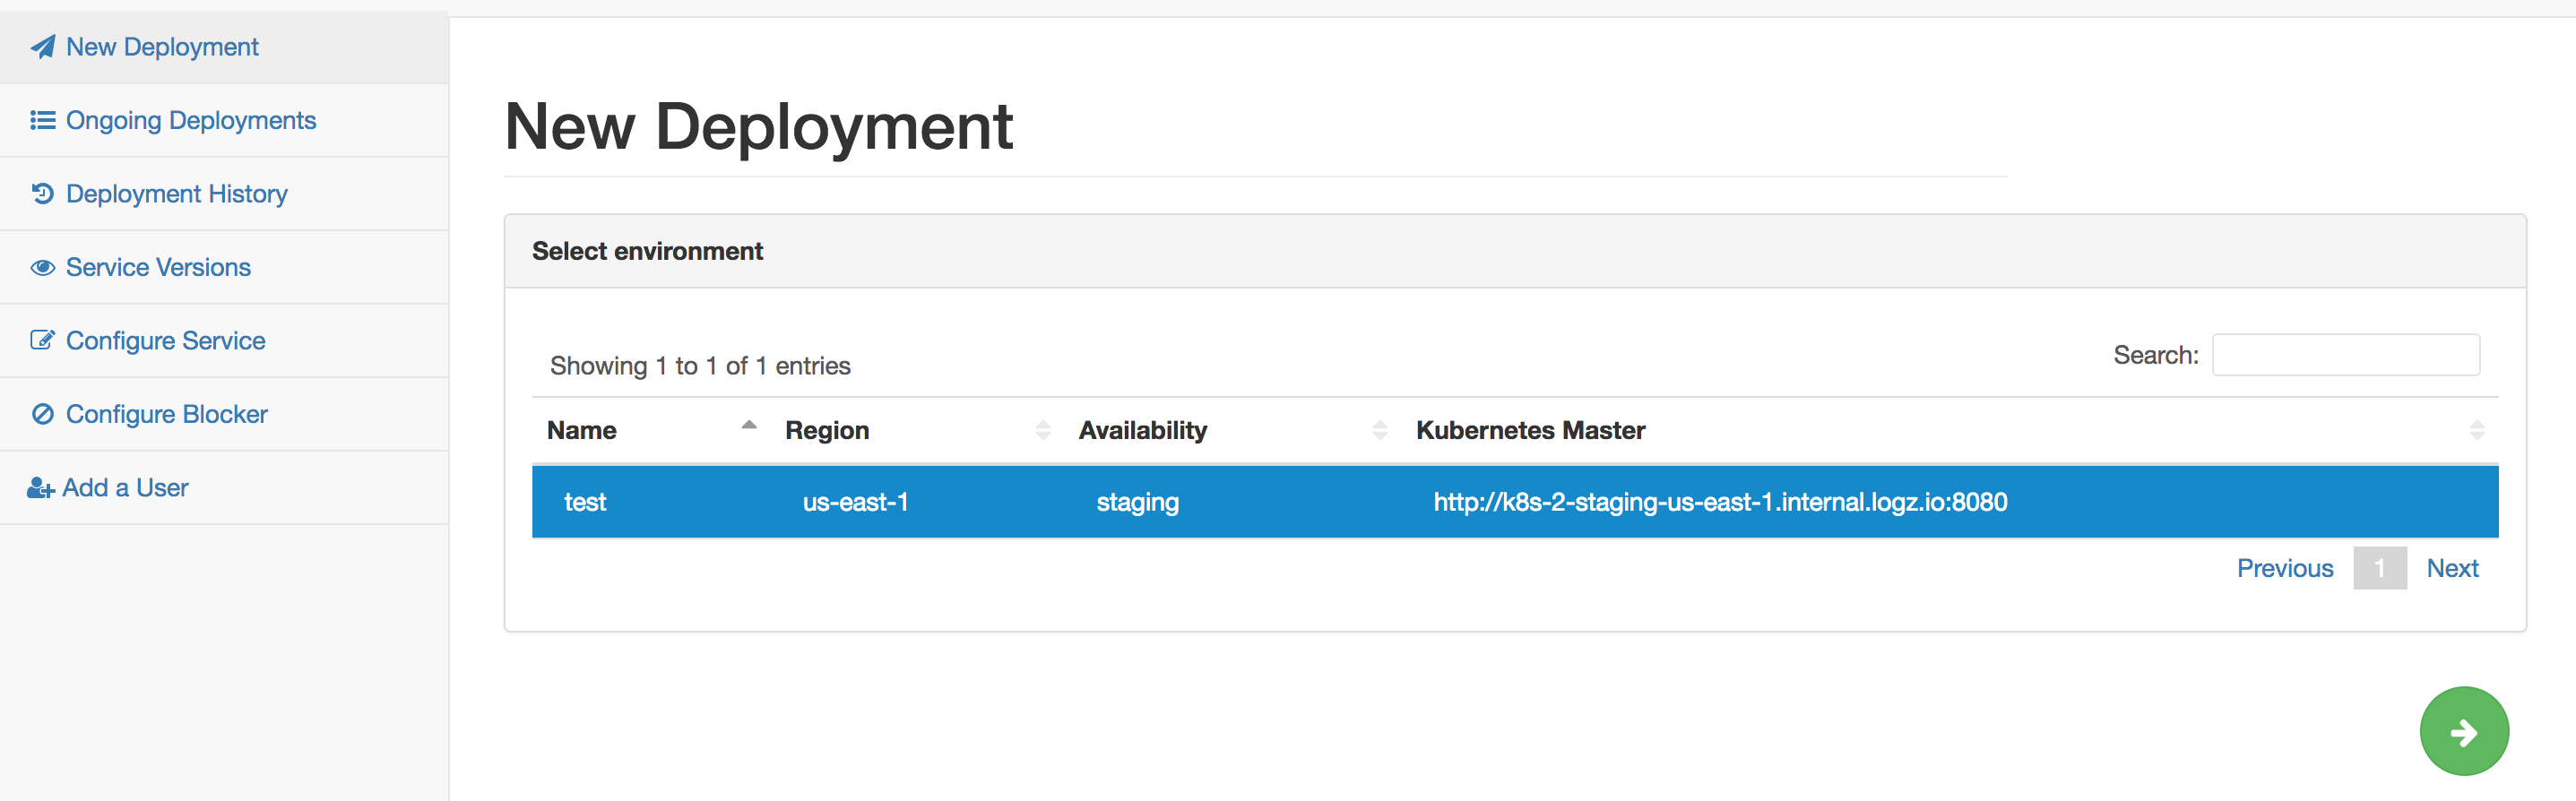 New Deployment
Ongoing Deployments
Deployment History
Service Versions
Configure Service
Configure Blocker
Add a User
New Deployment
Select environment
Showing 1 to 1 of 1 entries
Search:
Name Region Availability Kubernetes Master
test us-east-1 staging http://k8s-2-staging-us-east-1.internal.logz.io:8080
Previous 1 Next